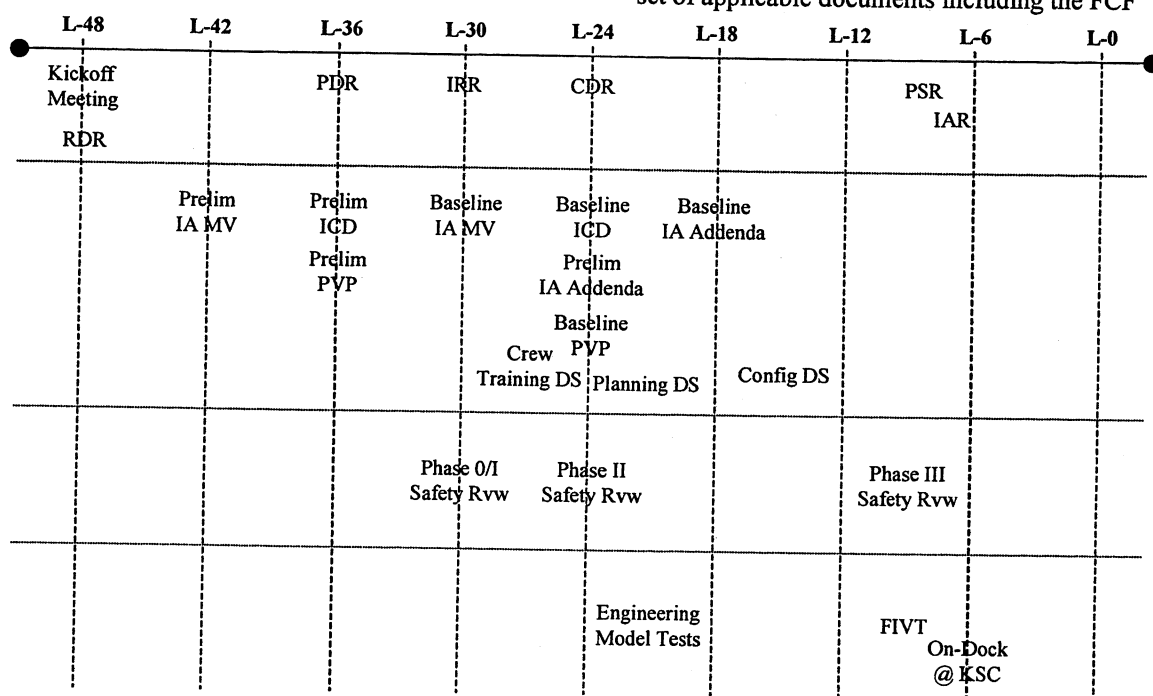 set of applicable documents including the FCF
L-48 L-42 L-36 L-30 L-24 L-18 L-12 L-6 L-0
Kickoff
Meeting
PDR IRR CDR PSR
IAR
RDR
Prelim
IA MV
Prelim
ICD
Baseline
IA MV
Baseline
ICD
Baseline
IA Addenda
Prelim
PVP
Prelim
IA Addenda
Baseline
PVP
Crew
Training DS
Planning DS
Config DS
Phase 0/I
Safety Rvw
Phase II
Safety Rvw
Phase III
Safety Rvw
Engineering
Model Tests
FIVT
On-Dock
@ KSC